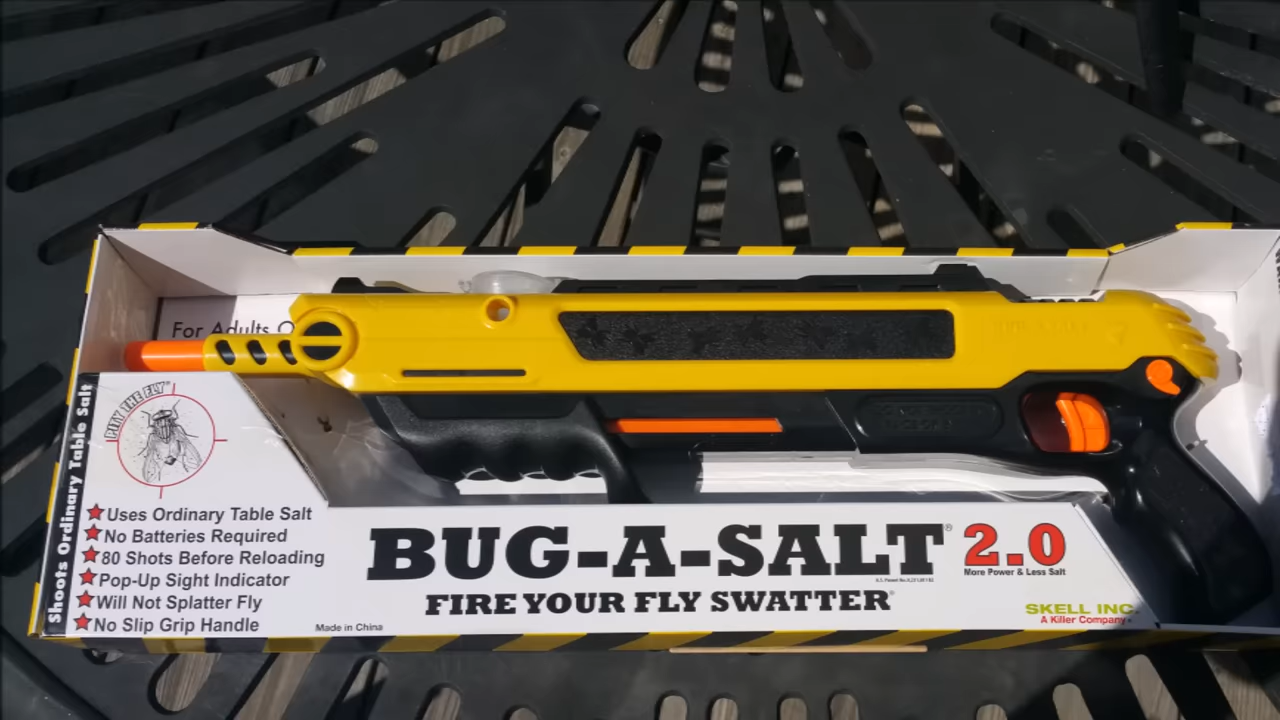 For Adults O
Shoots Ordinary Table Salt
PITY THE FLY®
Uses Ordinary Table Salt
No Batteries Required
80 Shots Before Reloading
Pop-Up Sight Indicator
Will Not Splatter Fly
No Slip Grip Handle
Made in China
BUG-A-SALT® 2.0
More Power & Less Salt
FIRE YOUR FLY SWATTER®
SKELL INC.
A Killer Company